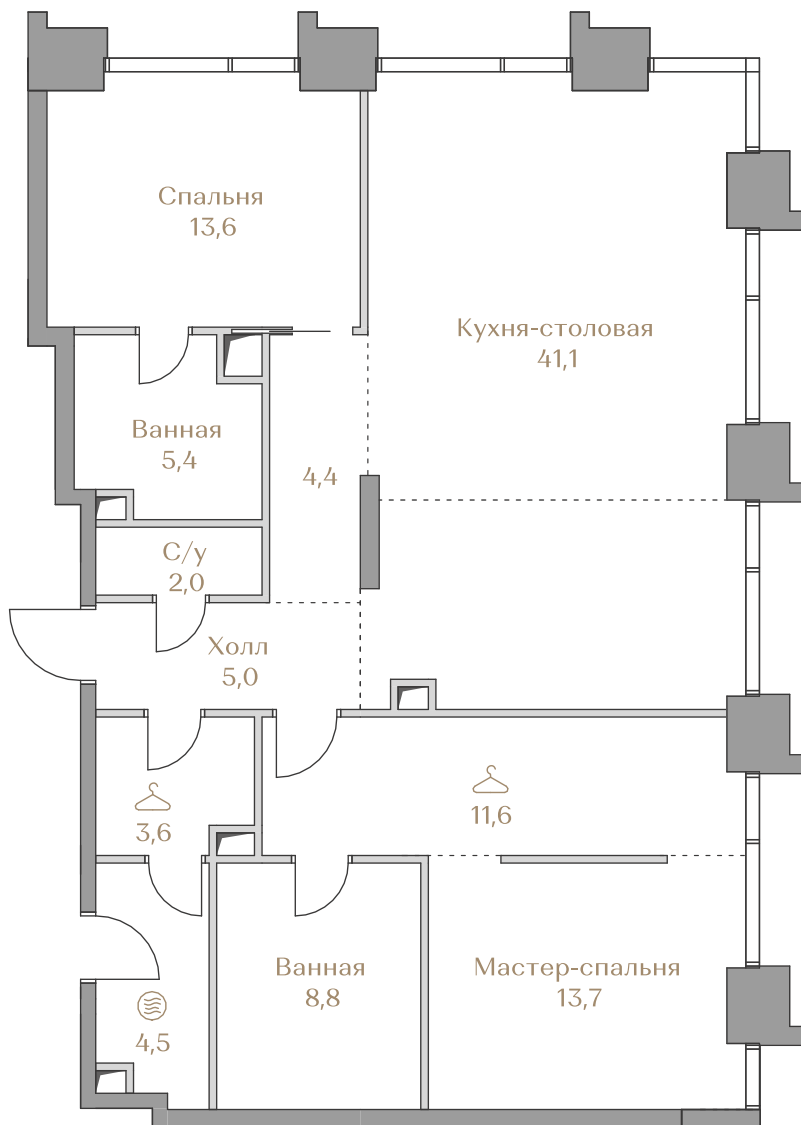 Спальня
13,6
Кухня-столовая
41,1
Ванная
5,4
4,4
С/у
2,0
Холл
5,0
3,6
11,6
Ванная
8,8
Мастер-спальня
13,7
4,5